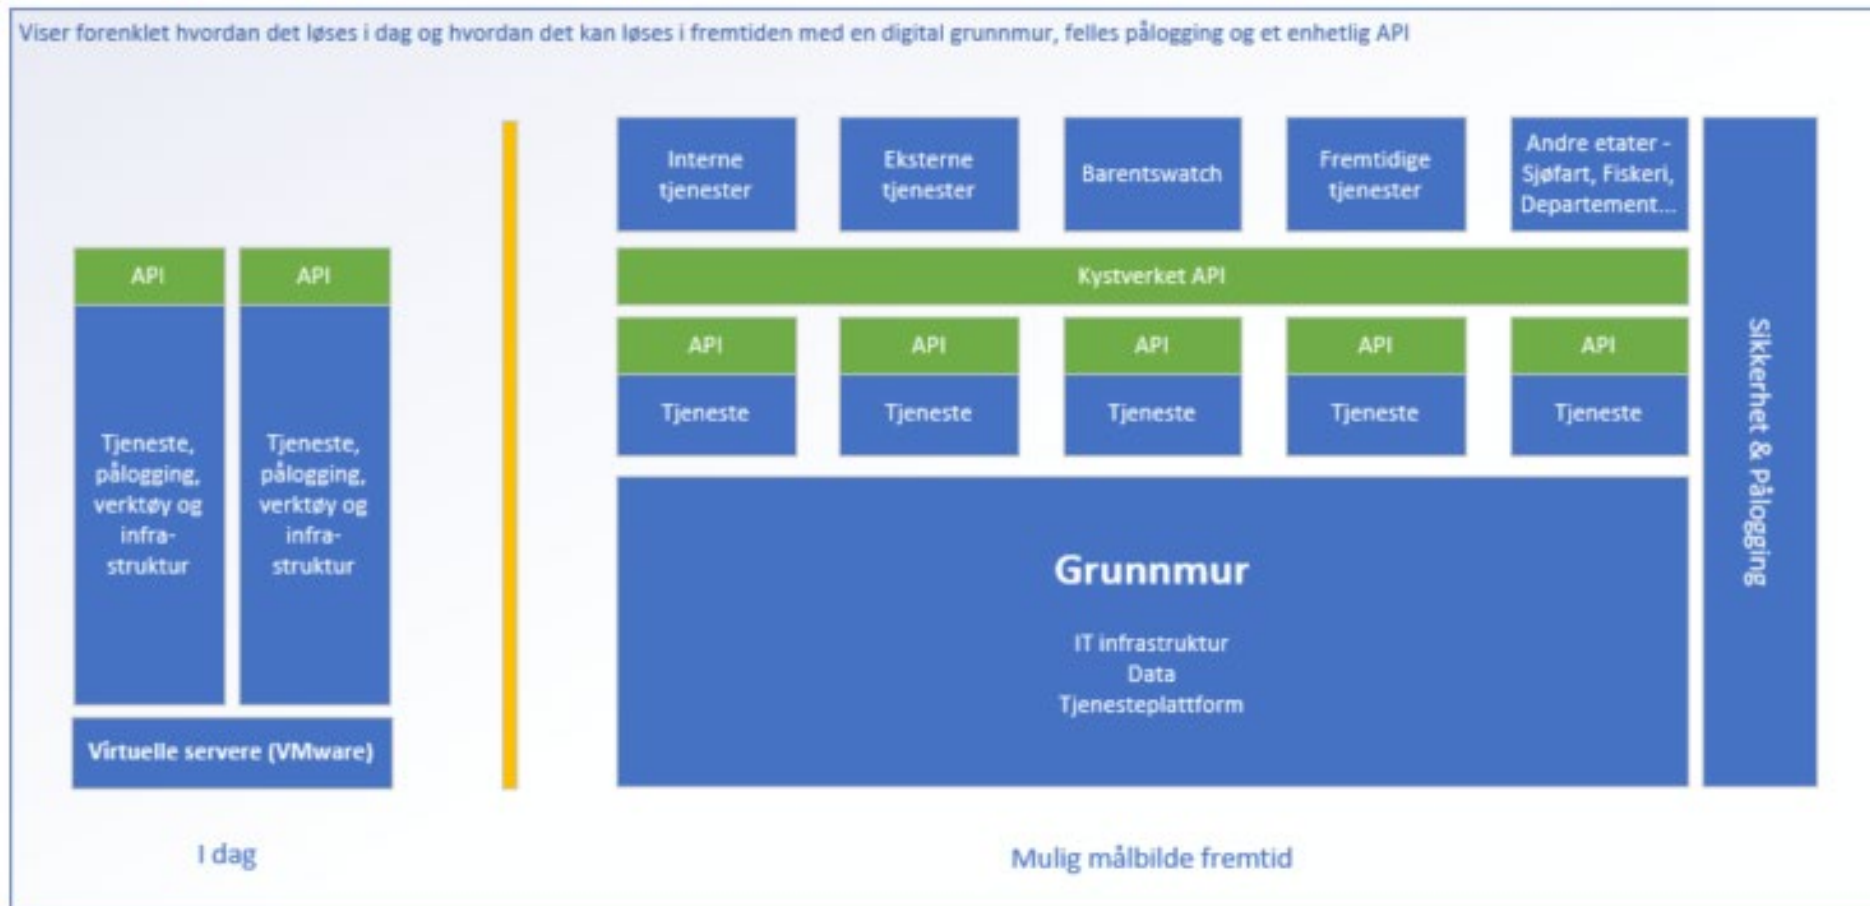 Viser forenklet hvordan det løses i dag og hvordan det kan løses i fremtiden med en digital grunnmur, felles pålogging og et enhetlig API
API
Tjeneste,
pålogging,
verktøy og
infra-
struktur
API
Tjeneste,
pålogging,
verktøy og
infra-
struktur
Virtuelle servere (VMware)
I dag
Interne
tjenester
Eksterne
tjenester
Barentswatch
Fremtidige
tjenester
Andre etater -
Sjøfart, Fiskeri,
Departement...
Kystverket API
API
Tjeneste
API
Tjeneste
API
Tjeneste
API
Tjeneste
API
Tjeneste
Grunnmur
IT infrastruktur
Data
Tjenesteplattform
Sikkerhet & Pålogging
Mulig målbilde fremtid